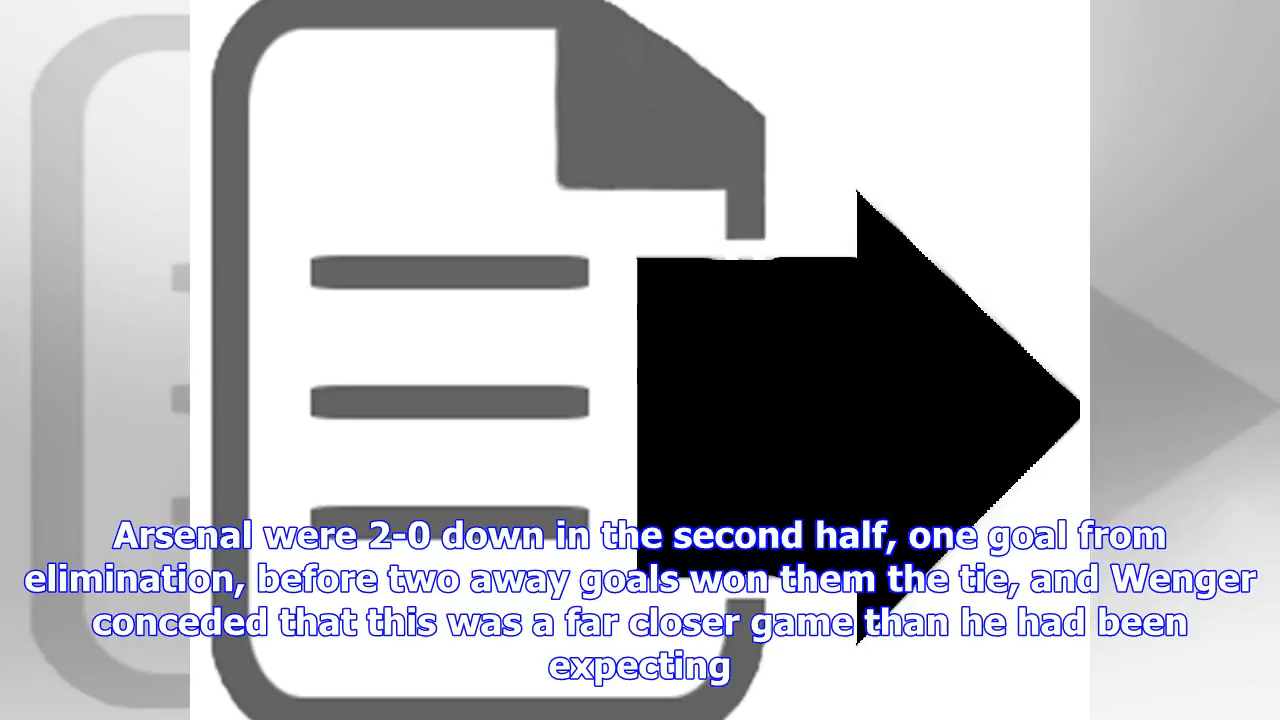 Arsenal were 2-0 down in the second half, one goal from
elimination, before two away goals won them the tie, and Wenger
conceded that this was a far closer game than he had been
expecting